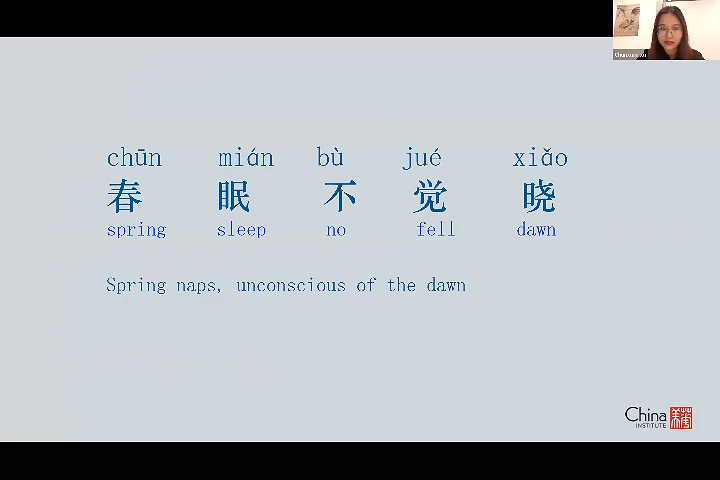 chūn mián bù jué xiǎo
春 眠 不 觉 晓
spring sleep no fell dawn
Spring naps, unconscious of the dawn
China
INSTITUTE